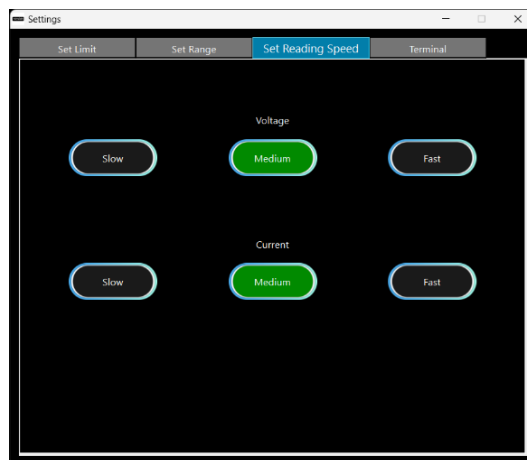 Settings
Set Limit Set Range Set Reading Speed Terminal
Voltage
Slow Medium Fast
Current
Slow Medium Fast